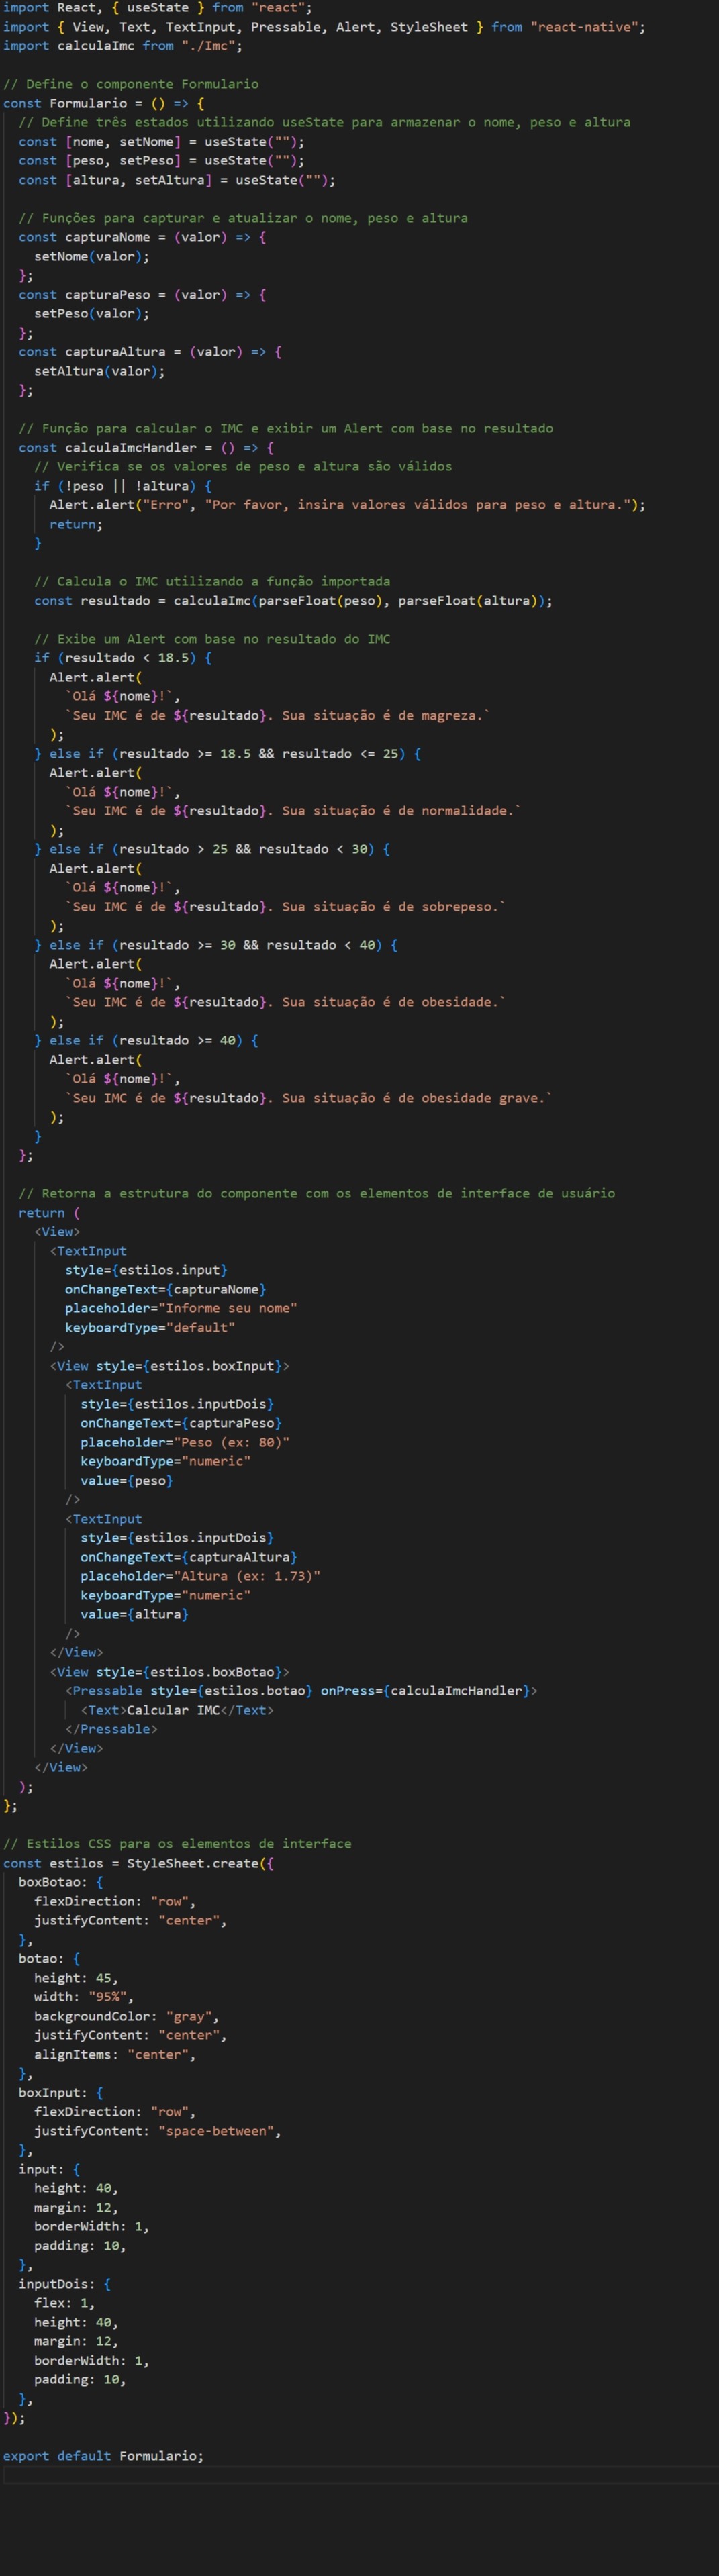 import React, { useState } from "react";
import { View, Text, TextInput, Pressable, Alert, StyleSheet } from "react-native";
import calculaImc from "./Imc";

// Define o componente Formulario
const Formulario = () => {
  // Define três estados utilizando useState para armazenar o nome, peso e altura
  const [nome, setNome] = useState("");
  const [peso, setPeso] = useState("");
  const [altura, setAltura] = useState("");

  // Funções para capturar e atualizar o nome, peso e altura
  const capturaNome = (valor) => {
    setNome(valor);
  };
  const capturaPeso = (valor) => {
    setPeso(valor);
  };
  const capturaAltura = (valor) => {
    setAltura(valor);
  };

  // Função para calcular o IMC e exibir um Alert com base no resultado
  const calculaImcHandler = () => {
    // Verifica se os valores de peso e altura são válidos
    if (!peso || !altura) {
      Alert.alert("Erro", "Por favor, insira valores válidos para peso e altura.");
      return;
    }

    // Calcula o IMC utilizando a função importada
    const resultado = calculaImc(parseFloat(peso), parseFloat(altura));

    // Exibe um Alert com base no resultado do IMC
    if (resultado < 18.5) {
      Alert.alert(
        `Olá ${nome}!`,
        `Seu IMC é de ${resultado}. Sua situação é de magreza.`
      );
    } else if (resultado >= 18.5 && resultado <= 25) {
      Alert.alert(
        `Olá ${nome}!`,
        `Seu IMC é de ${resultado}. Sua situação é de normalidade.`
      );
    } else if (resultado > 25 && resultado < 30) {
      Alert.alert(
        `Olá ${nome}!`,
        `Seu IMC é de ${resultado}. Sua situação é de sobrepeso.`
      );
    } else if (resultado >= 30 && resultado < 40) {
      Alert.alert(
        `Olá ${nome}!`,
        `Seu IMC é de ${resultado}. Sua situação é de obesidade.`
      );
    } else if (resultado >= 40) {
      Alert.alert(
        `Olá ${nome}!`,
        `Seu IMC é de ${resultado}. Sua situação é de obesidade grave.`
      );
    }
  };

  // Retorna a estrutura do componente com os elementos de interface de usuário
  return (
    <View>
      <TextInput
        style={estilos.input}
        onChangeText={capturaNome}
        placeholder="Informe seu nome"
        keyboardType="default"
      />
      <View style={estilos.boxInput}>
        <TextInput
          style={estilos.inputDois}
          onChangeText={capturaPeso}
          placeholder="Peso (ex: 80)"
          keyboardType="numeric"
          value={peso}
        />
        <TextInput
          style={estilos.inputDois}
          onChangeText={capturaAltura}
          placeholder="Altura (ex: 1.73)"
          keyboardType="numeric"
          value={altura}
        />
      </View>
      <View style={estilos.boxBotao}>
        <Pressable style={estilos.botao} onPress={calculaImcHandler}>
          <Text>Calcular IMC</Text>
        </Pressable>
      </View>
    </View>
  );
};

// Estilos CSS para os elementos de interface
const estilos = StyleSheet.create({
  boxBotao: {
    flexDirection: "row",
    justifyContent: "center",
  },
  botao: {
    height: 45,
    width: "95%",
    backgroundColor: "gray",
    justifyContent: "center",
    alignItems: "center",
  },
  boxInput: {
    flexDirection: "row",
    justifyContent: "space-between",
  },
  input: {
    height: 40,
    margin: 12,
    borderWidth: 1,
    padding: 10,
  },
  inputDois: {
    flex: 1,
    height: 40,
    margin: 12,
    borderWidth: 1,
    padding: 10,
  },
});

export default Formulario;